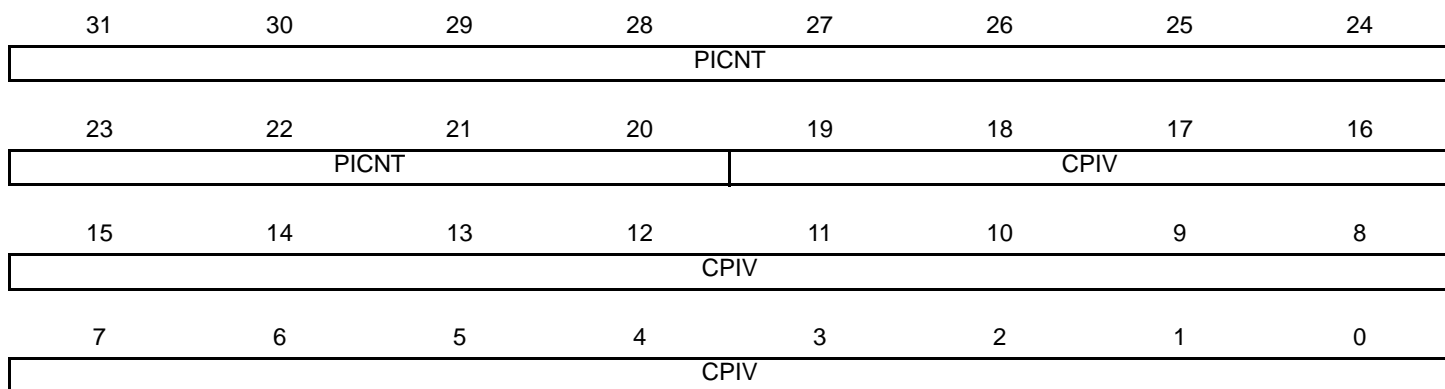 31 30 29 28 27 26 25 24
PICNT
23 22 21 20 19 18 17 16
PICNT CPIV
15 14 13 12 11 10 9 8
CPIV
7 6 5 4 3 2 1 0
CPIV